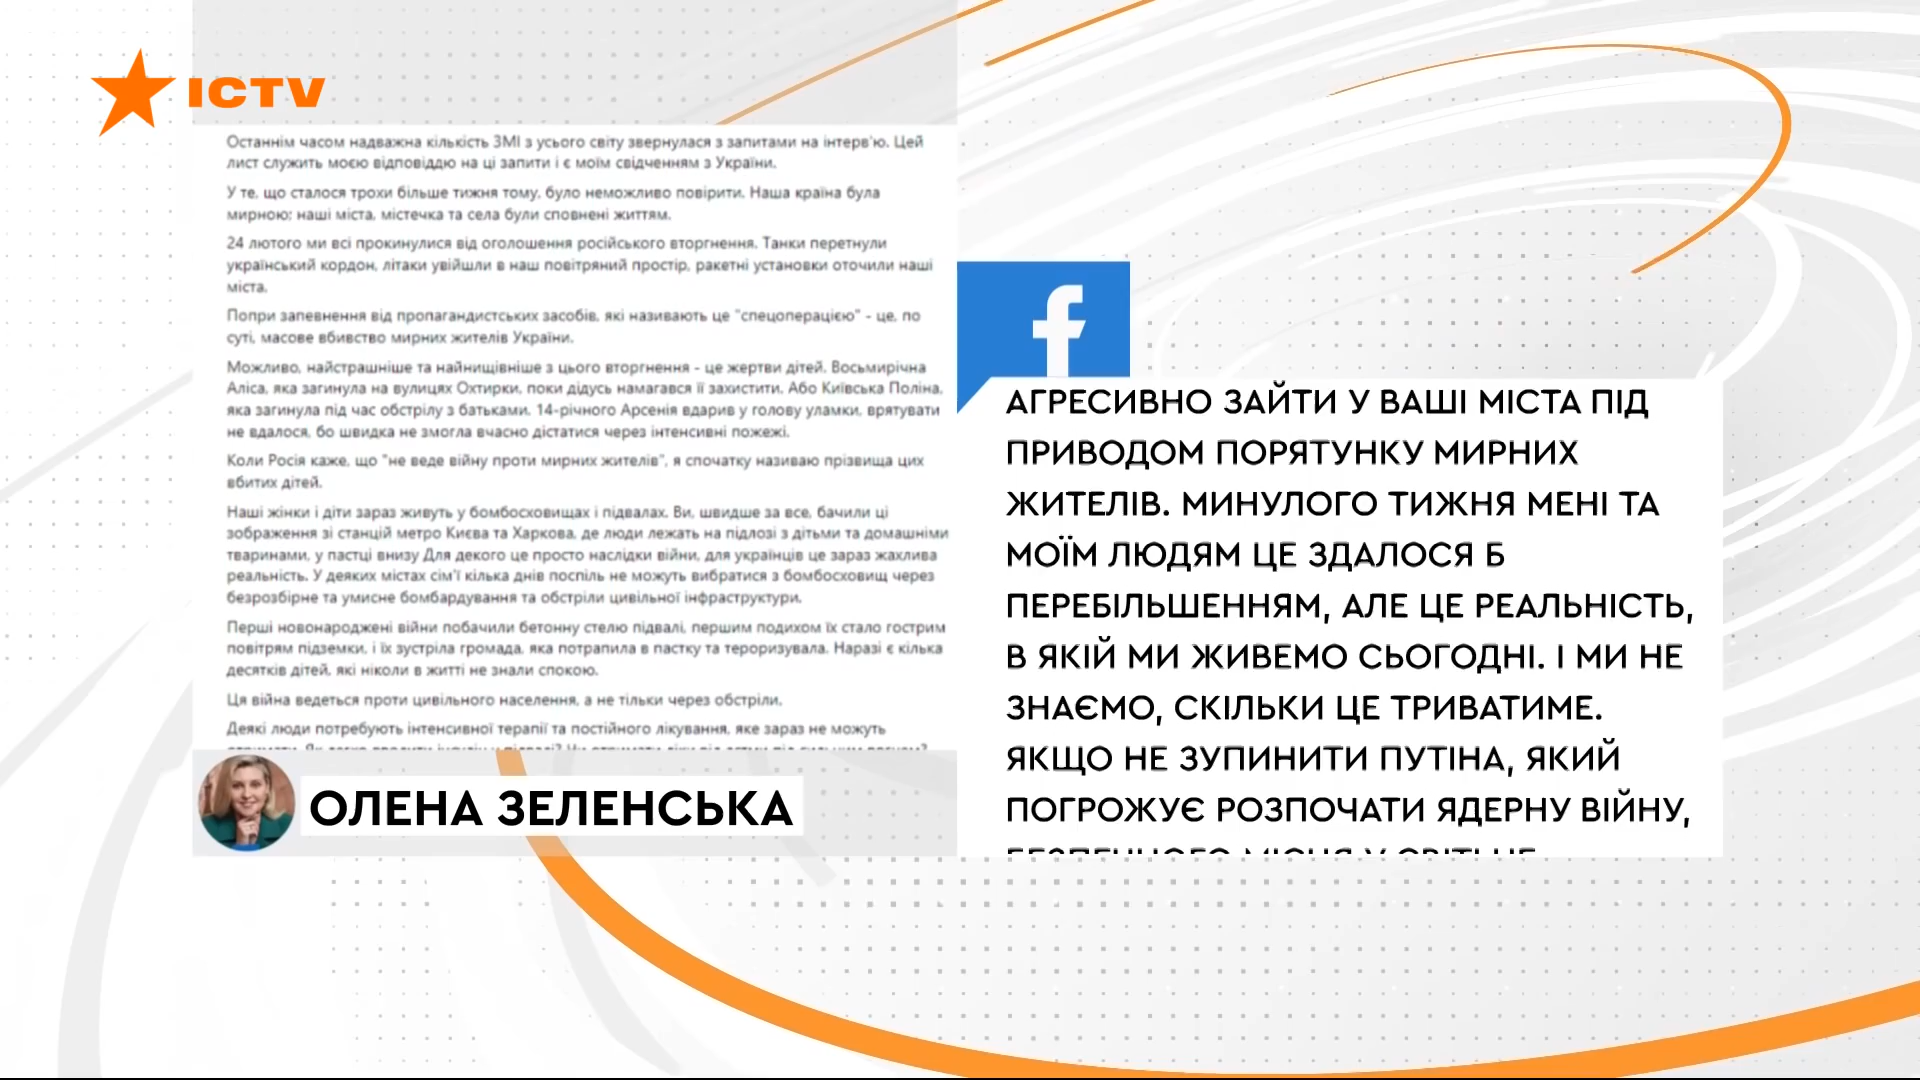 ICTV
Останнім часом надважна кількість ЗМІ з усього світу звернулася з запитами на інтерв'ю. Цей
лист служить моєю відповіддю на ці запити і є моїм свідченням з України.
У те, що сталося трохи більше тижня тому, було неможливо повірити. Наша країна була
мирною; наші міста, містечка та села були сповнені життям.
24 лютого ми всі прокинулися від оголошення російського вторгнення. Танки перетнули
український кордон, літаки увійшли в наш повітряний простір, ракетні установки оточили наші
міста.
Попри запевнення від пропагандистських засобів, які називають це "спецоперацією" - це, по
суті, масове вбивство мирних жителів України.
Можливо, найстрашніше та найнищівніше з цього вторгнення - це жертви дітей. Восьмирічна
Аліса, яка загинула на вулицях Охтирки, поки дідусь намагався її захистити. Або Київська Поліна,
яка загинула під час обстрілу з батьками. 14-річного Арсенія вдарив у голову уламки, врятувати
не вдалося, бо швидка не змогла вчасно дістатися через інтенсивні пожежі.
Коли Росія каже, що "не веде війну проти мирних жителів", я спочатку називаю прізвища цих
вбитих дітей.
Наші жінки і діти зараз живуть у бомбосховищах і підвалах. Ви, швидше за все, бачили ці
зображення зі станцій метро Києва та Харкова, де люди лежать на підлозі з дітьми та домашніми
тваринами, у пастці внизу Для декого це просто наслідки війни, для українців це зараз жахлива
реальність. У деяких містах сім'ї кілька днів поспіль не можуть вибратися з бомбосховищ через
безрозбірне та умисне бомбардування та обстріли цивільної інфраструктури.
Перші новонароджені війни побачили бетонну стелю підвалі, першим подихом їх стало гострим
повітрям підземки, і їх зустріла громада, яка потрапила в пастку та тероризувала. Наразі є кілька
десятків дітей, які ніколи в житті не знали спокою.
Ця війна ведеться проти цивільного населення, а не тільки через обстріли.
Деякі люди потребують інтенсивної терапії та постійного лікування, яке зараз не можуть
ОЛЕНА ЗЕЛЕНСЬКА
f
АГРЕСИВНО ЗАЙТИ У ВАШІ МІСТА ПІД
ПРИВОДОМ ПОРЯТУНКУ МИРНИХ
ЖИТЕЛІВ. МИНУЛОГО ТИЖНЯ МЕНІ ТА
МОЇМ ЛЮДЯМ ЦЕ ЗДАЛОСЯ Б
ПЕРЕБІЛЬШЕННЯМ, АЛЕ ЦЕ РЕАЛЬНІСТЬ,
В ЯКІЙ МИ ЖИВЕМО СЬОГОДНІ. І МИ НЕ
ЗНАЄМО, СКІЛЬКИ ЦЕ ТРИВАТИМЕ.
ЯКЩО НЕ ЗУПИНИТИ ПУТІНА, ЯКИЙ
ПОГРОЖУЄ РОЗПОЧАТИ ЯДЕРНУ ВІЙНУ,